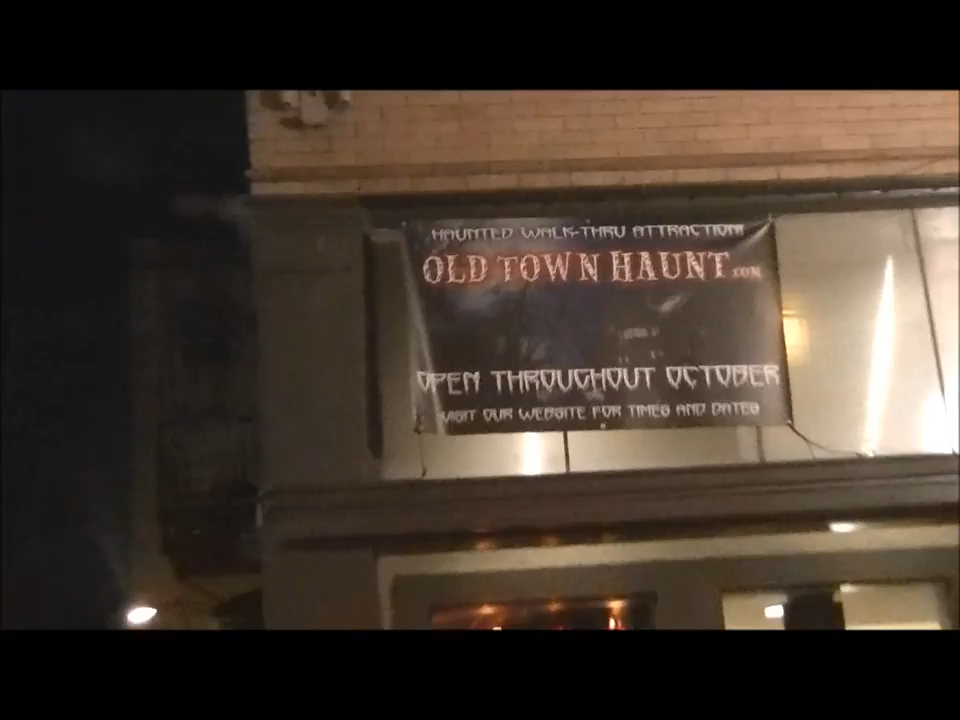 HAUNTED WALK-THRU ATTRACTION!
OLD TOWN HAUNT.COM
OPEN THROUGHOUT OCTOBER
VISIT OUR WEBSITE FOR TIMES AND DATES